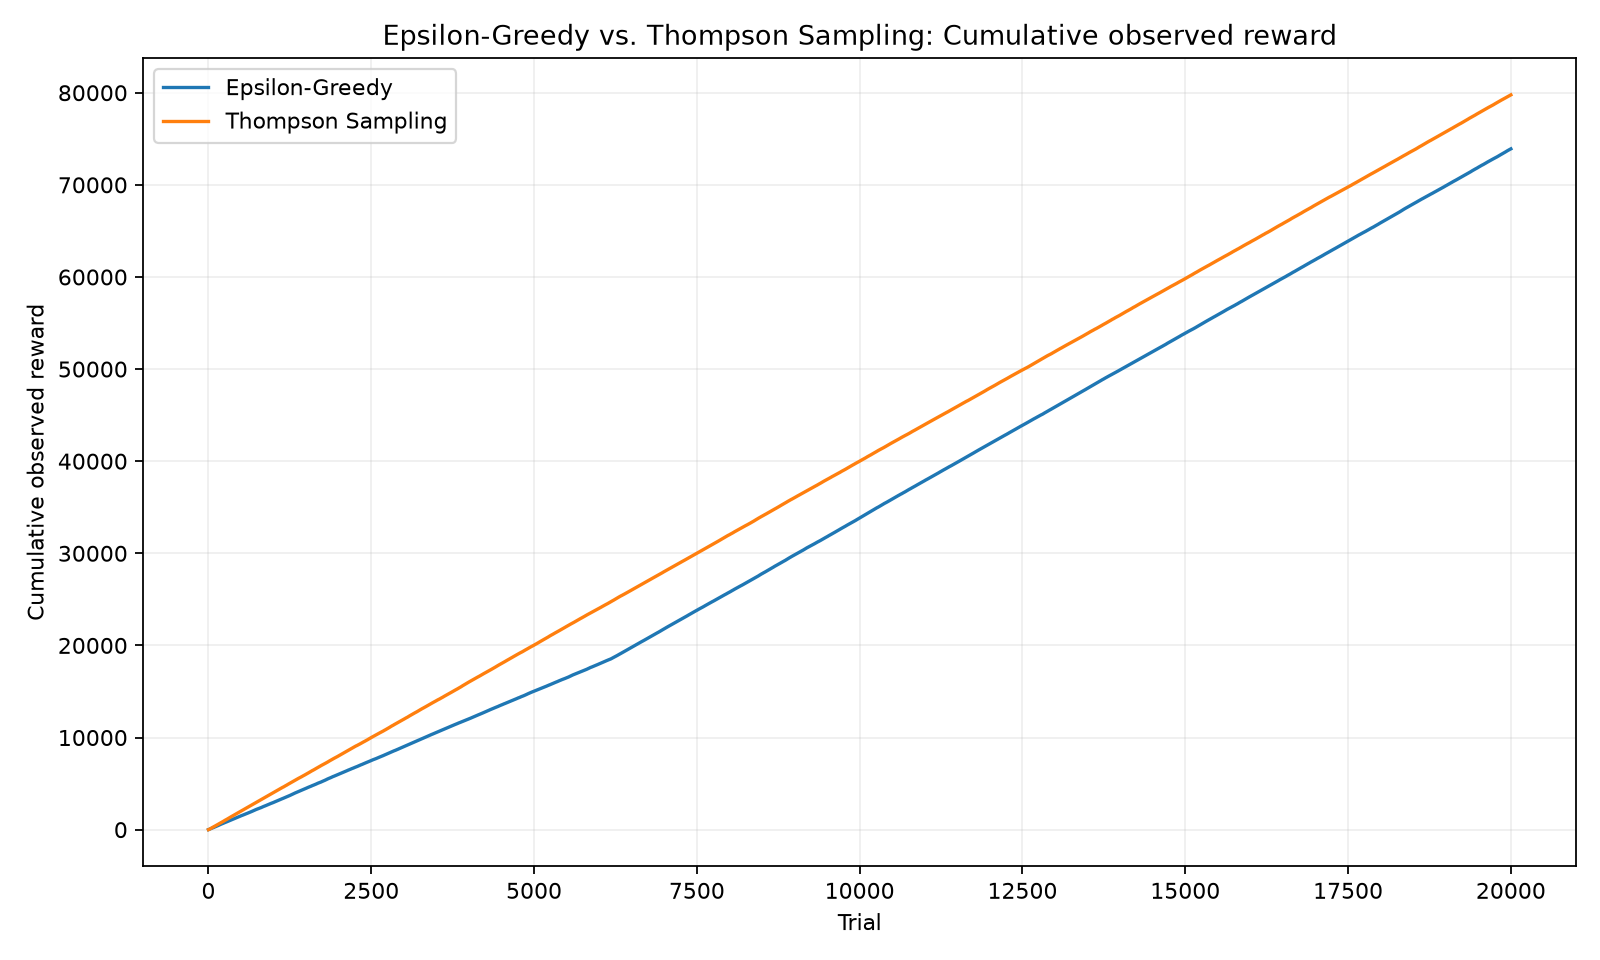 Epsilon-Greedy vs. Thompson Sampling: Cumulative observed reward
Epsilon-Greedy
Thompson Sampling
Cumulative observed reward
80000
70000
60000
50000
40000
30000
20000
10000
0
0 2500 5000 7500 10000 12500 15000 17500 20000
Trial